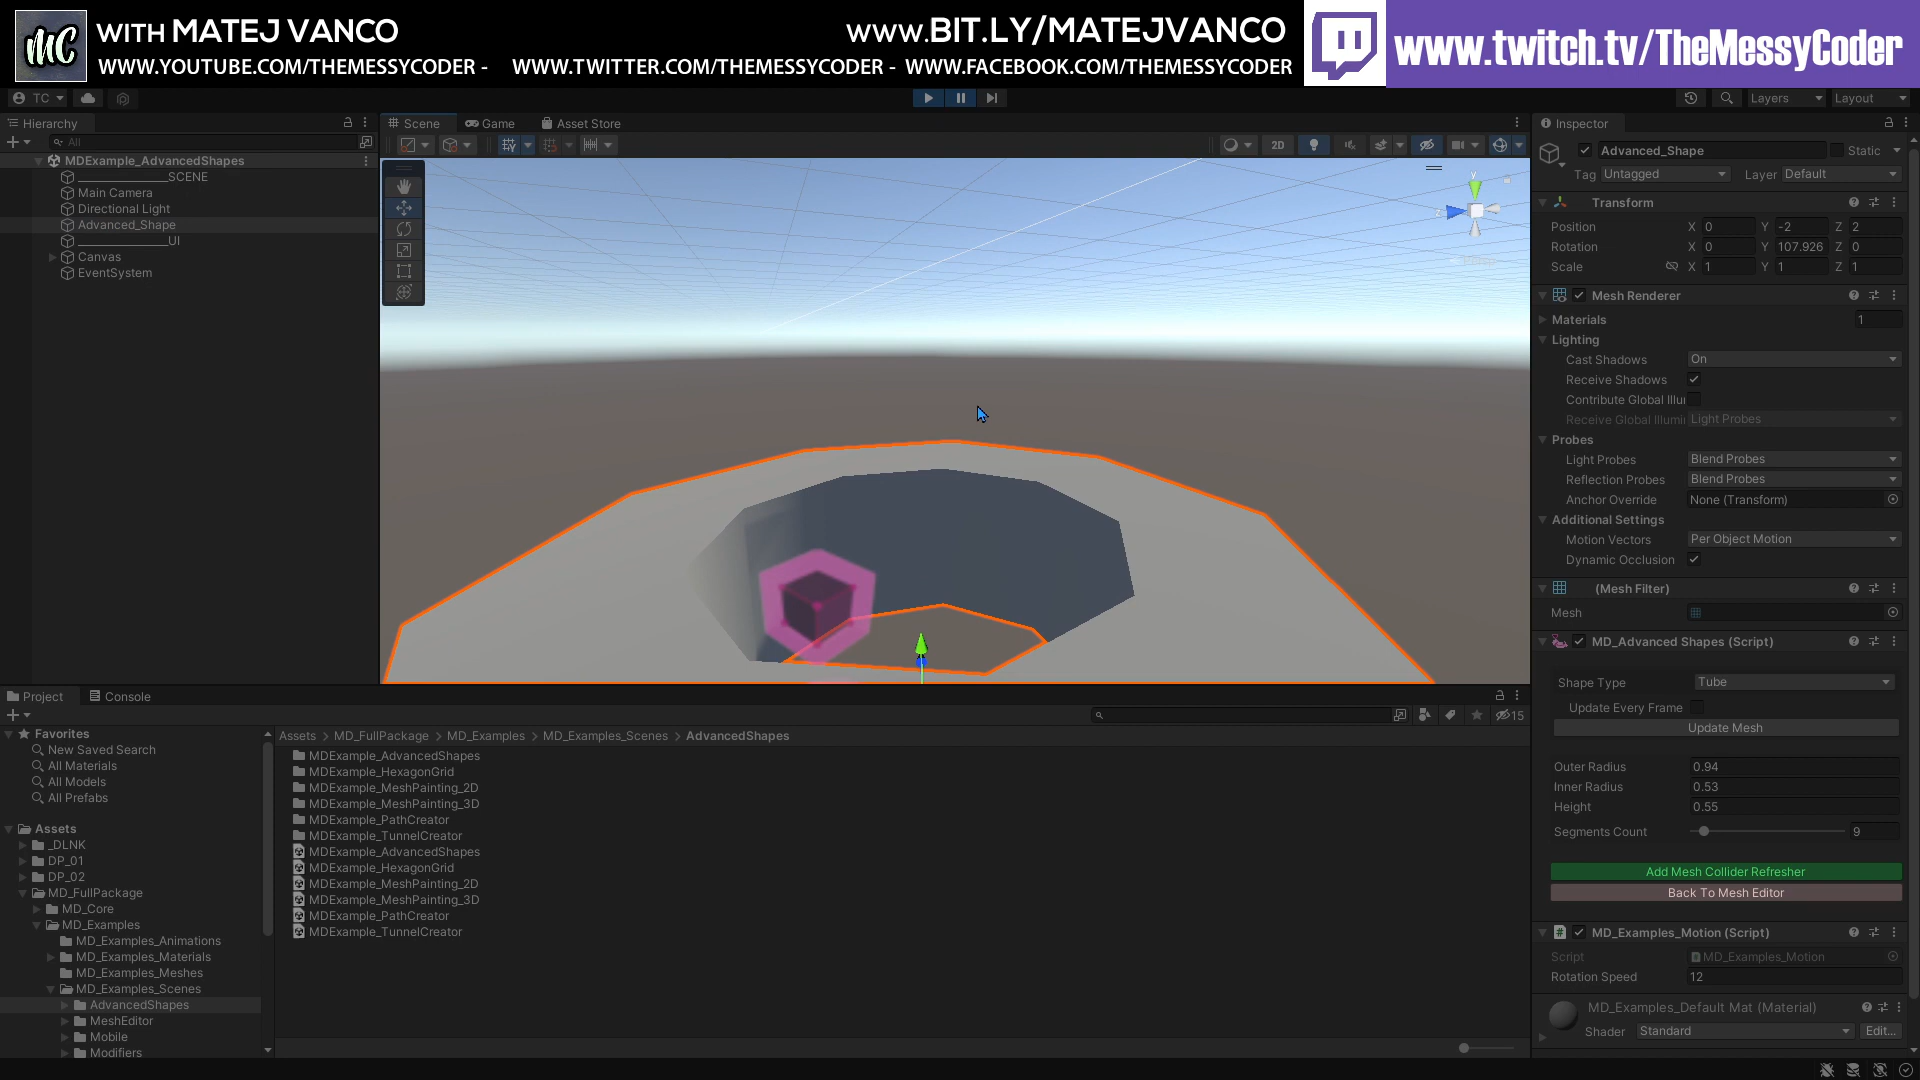 MC WITH MATEJ VANCO
WWW.BIT.LY/MATEJVANCO
WWW.YOUTUBE.COM/THEMESSYCODER - WWW.TWITTER.COM/THEMESSYCODER - WWW.FACEBOOK.COM/THEMESSYCODER
www.twitch.tv/TheMessyCoder
TC
Layers
Layout
Hierarchy
All
MDExample_AdvancedShapes
______________SCENE
Main Camera
Directional Light
Advanced_Shape
______________UI
Canvas
EventSystem
Scene
Game
Asset Store
2D
y
z
Inspector
Advanced_Shape
Static
Tag Untagged Layer Default
Transform
Position X 0 Y -2 Z 2
Rotation X 0 Y 107.926 Z 0
Scale X 1 Y 1 Z 1
Mesh Renderer
Materials 1
Lighting
Cast Shadows On
Receive Shadows
Contribute Global Illu
Receive Global Illumi Light Probes
Probes
Light Probes Blend Probes
Reflection Probes Blend Probes
Anchor Override None (Transform)
Additional Settings
Motion Vectors Per Object Motion
Dynamic Occlusion
(Mesh Filter)
Mesh
MD_Advanced Shapes (Script)
Shape Type Tube
Update Every Frame
Update Mesh
Outer Radius 0.94
Inner Radius 0.53
Height 0.55
Segments Count 9
Add Mesh Collider Refresher
Back To Mesh Editor
MD_Examples_Motion (Script)
Script MD_Examples_Motion
Rotation Speed 12
MD_Examples_Default Mat (Material)
Shader Standard Edit...
Project
Console
15
Favorites
New Saved Search
All Materials
All Models
All Prefabs
Assets
_DLNK
DP_01
DP_02
MD_FullPackage
MD_Core
MD_Examples
MD_Examples_Animations
MD_Examples_Materials
MD_Examples_Meshes
MD_Examples_Scenes
AdvancedShapes
MeshEditor
Mobile
Modifiers
Assets > MD_FullPackage > MD_Examples > MD_Examples_Scenes > AdvancedShapes
MDExample_AdvancedShapes
MDExample_HexagonGrid
MDExample_MeshPainting_2D
MDExample_MeshPainting_3D
MDExample_PathCreator
MDExample_TunnelCreator
MDExample_AdvancedShapes
MDExample_HexagonGrid
MDExample_MeshPainting_2D
MDExample_MeshPainting_3D
MDExample_PathCreator
MDExample_TunnelCreator